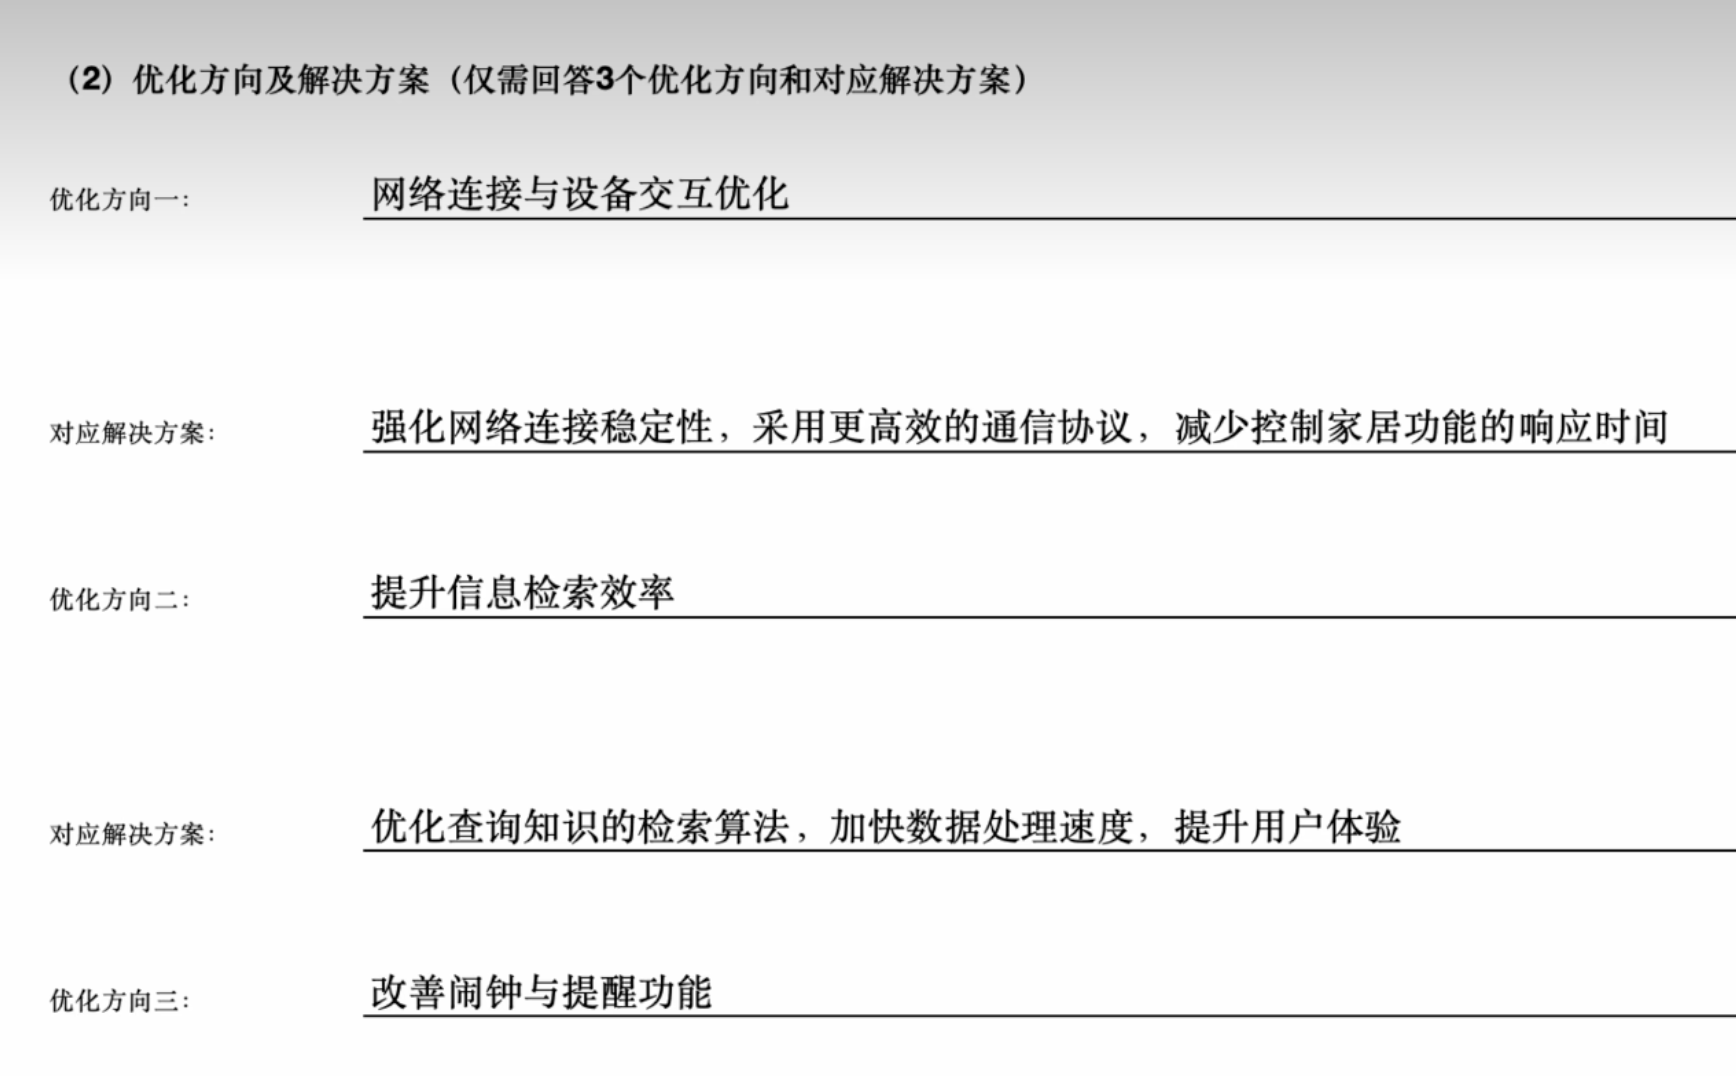 （2）优化方向及解决方案（仅需回答3个优化方向和对应解决方案）
优化方向一： 网络连接与设备交互优化
对应解决方案： 强化网络连接稳定性，采用更高效的通信协议，减少控制家居功能的响应时间
优化方向二： 提升信息检索效率
对应解决方案： 优化查询知识的检索算法，加快数据处理速度，提升用户体验
优化方向三： 改善闹钟与提醒功能